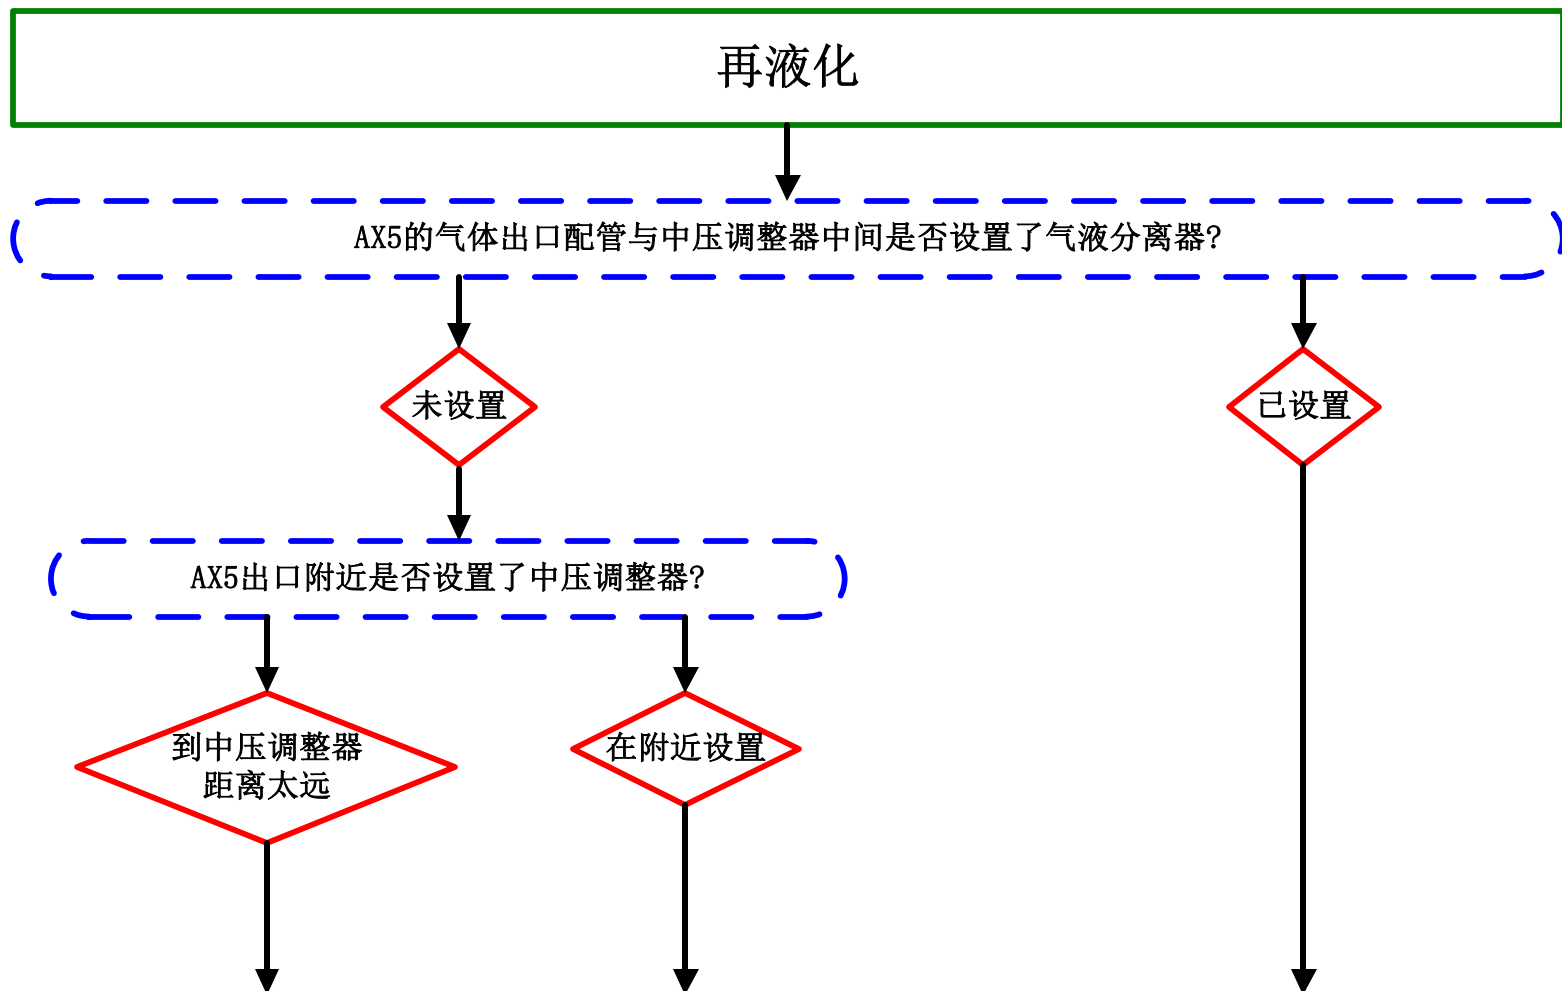 再液化
AX5的气体出口配管与中压调整器中间是否设置了气液分离器?
未设置
已设置
AX5出口附近是否设置了中压调整器?
到中压调整器
距离太远
在附近设置